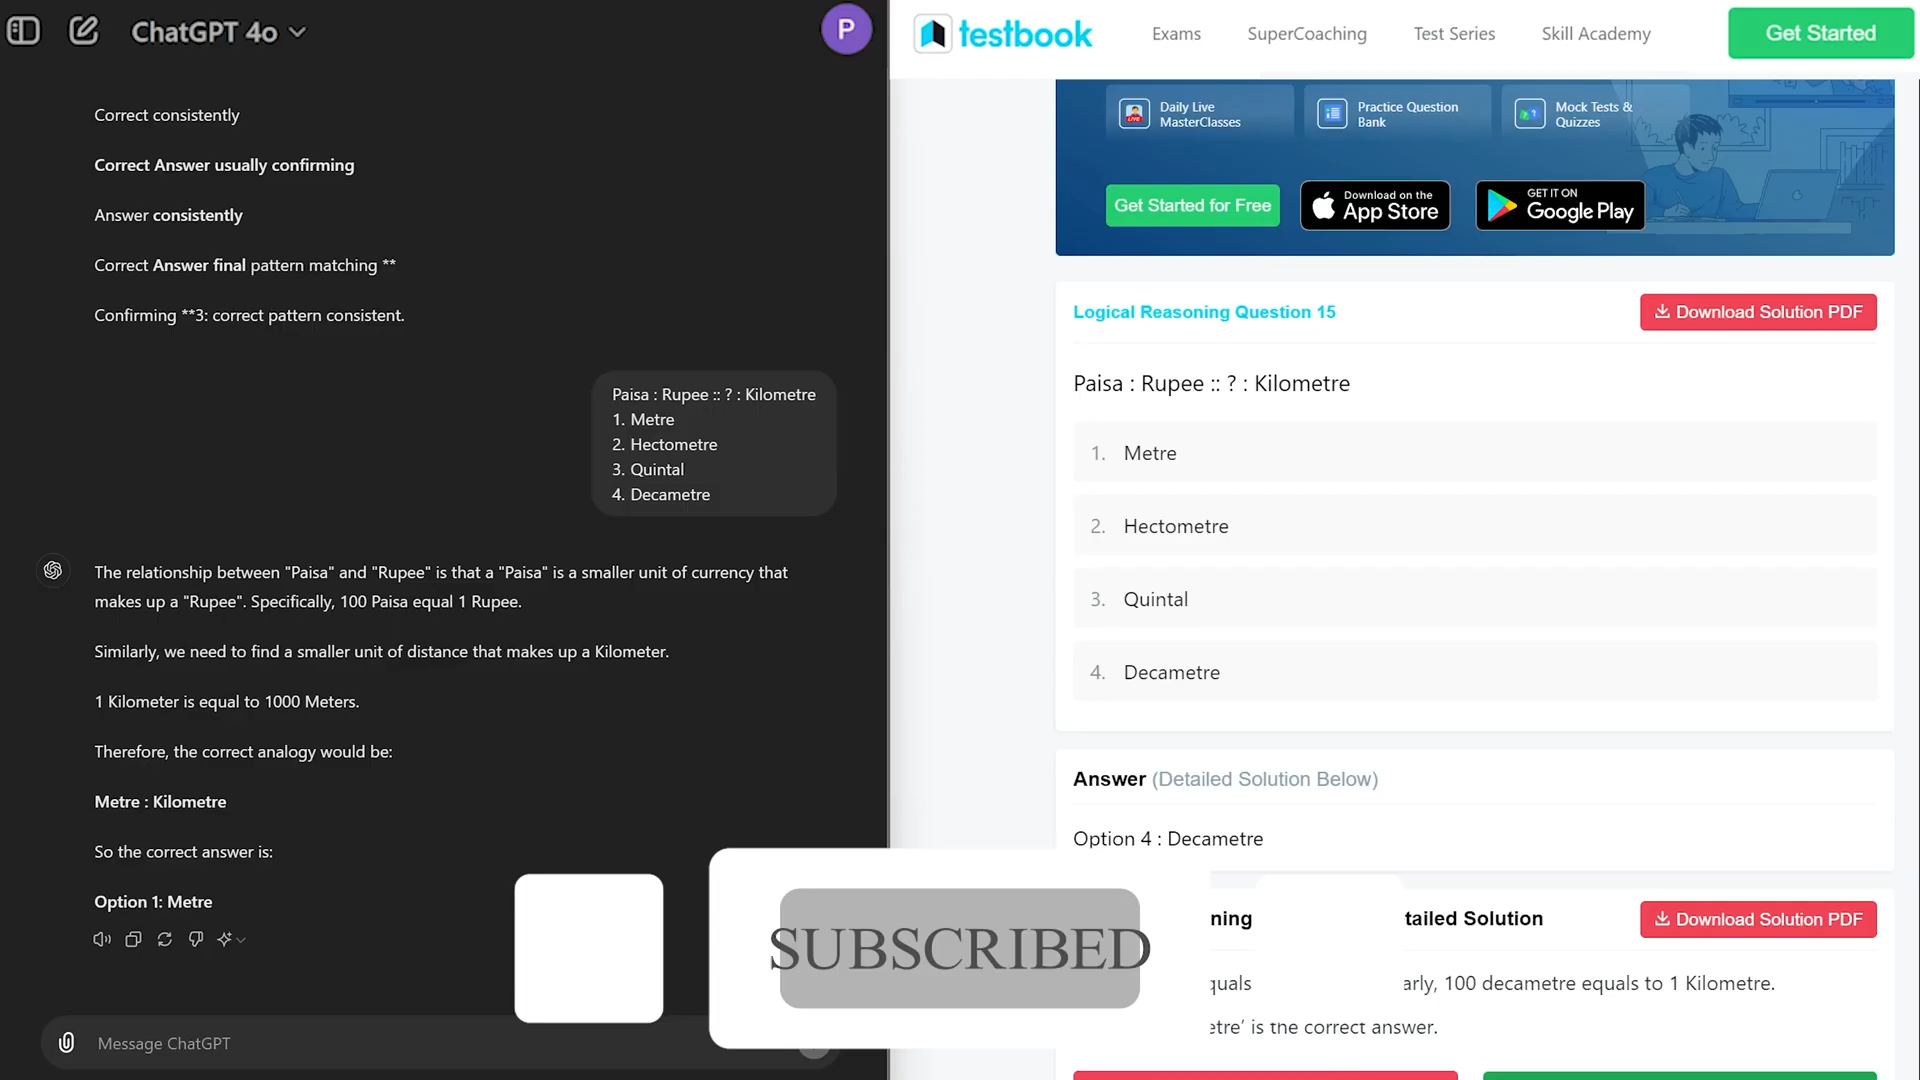 ChatGPT 4o
P
Correct consistently
Correct Answer usually confirming
Answer consistently
Correct Answer final pattern matching **
Confirming **3: correct pattern consistent.
Paisa : Rupee :: ? : Kilometre
1. Metre
2. Hectometre
3. Quintal
4. Decametre
The relationship between "Paisa" and "Rupee" is that a "Paisa" is a smaller unit of currency that
makes up a "Rupee". Specifically, 100 Paisa equal 1 Rupee.
Similarly, we need to find a smaller unit of distance that makes up a Kilometer.
1 Kilometer is equal to 1000 Meters.
Therefore, the correct analogy would be:
Metre : Kilometre
So the correct answer is:
Option 1: Metre
Message ChatGPT
testbook
Exams
SuperCoaching
Test Series
Skill Academy
Get Started
Daily Live
MasterClasses
Practice Question
Bank
Mock Tests &
Quizzes
Get Started for Free
Download on the
App Store
GET IT ON
Google Play
Logical Reasoning Question 15
Download Solution PDF
Paisa : Rupee :: ? : Kilometre
1. Metre
2. Hectometre
3. Quintal
4. Decametre
Answer (Detailed Solution Below)
Option 4 : Decametre
SUBSCRIBED
ning tailed Solution
Download Solution PDF
quals arly, 100 decametre equals to 1 Kilometre.
etre’ is the correct answer.